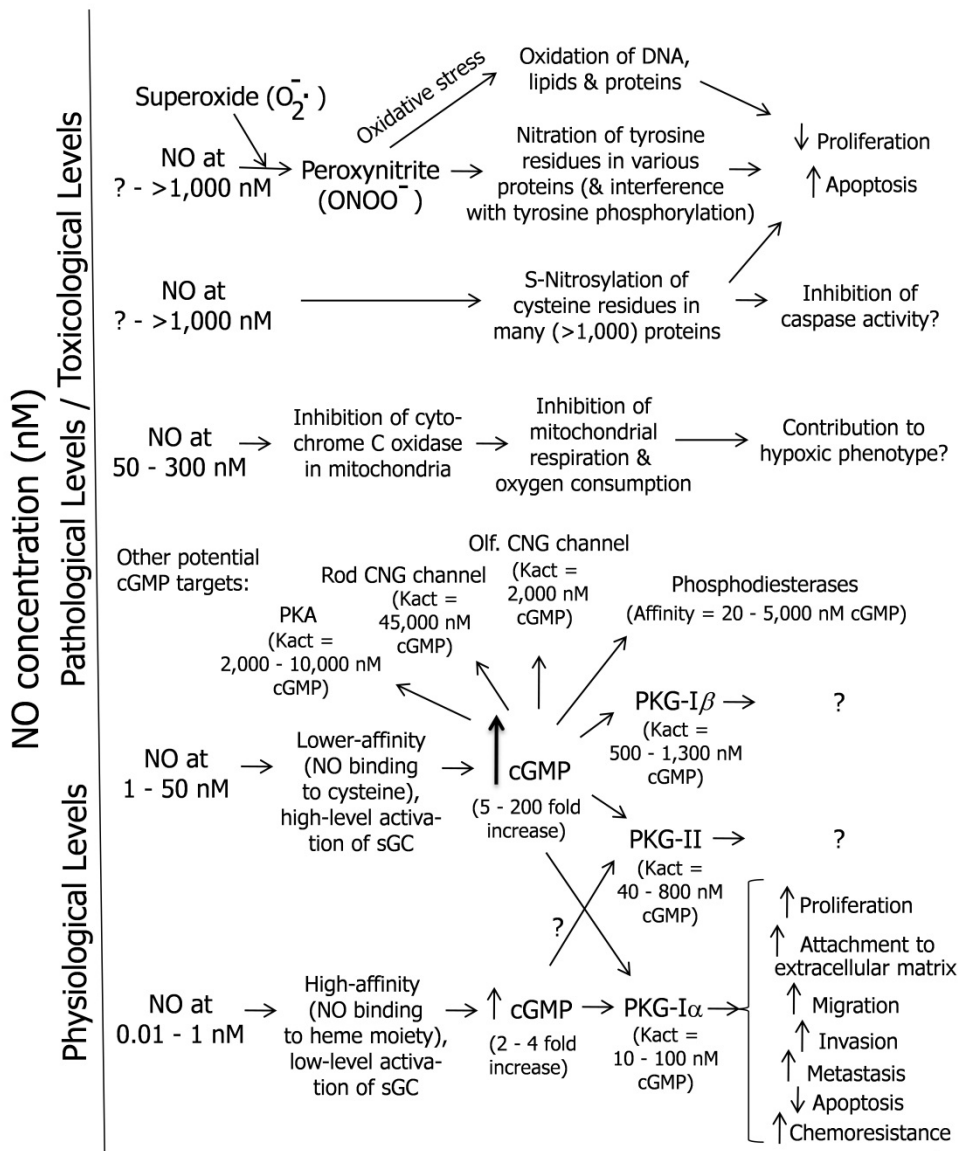 NO concentration (nM)
Pathological Levels / Toxicological Levels
Physiological Levels
Superoxide (O₂⁻·)
NO at
? - >1,000 nM
Peroxynitrite
(ONOO⁻)
Oxidative stress
Oxidation of DNA,
lipids & proteins
Nitration of tyrosine
residues in various
proteins (& interference
with tyrosine phosphorylation)
↓ Proliferation
↑ Apoptosis
NO at
? - >1,000 nM
S-Nitrosylation of
cysteine residues in
many (>1,000) proteins
Inhibition of
caspase activity?
NO at
50 - 300 nM
Inhibition of cyto-
chrome C oxidase
in mitochondria
Inhibition of
mitochondrial
respiration &
oxygen consumption
Contribution to
hypoxic phenotype?
Other potential
cGMP targets:
PKA
(Kact =
2,000 - 10,000 nM
cGMP)
Rod CNG channel
(Kact =
45,000 nM
cGMP)
Olf. CNG channel
(Kact =
2,000 nM
cGMP)
Phosphodiesterases
(Affinity = 20 - 5,000 nM cGMP)
NO at
1 - 50 nM
Lower-affinity
(NO binding
to cysteine),
high-level activa-
tion of sGC
↑ cGMP
(5 - 200 fold
increase)
PKG-Iβ
(Kact =
500 - 1,300 nM
cGMP)
?
PKG-II
(Kact =
40 - 800 nM
cGMP)
?
?
NO at
0.01 - 1 nM
High-affinity
(NO binding
to heme moiety),
low-level activa-
tion of sGC
↑ cGMP
(2 - 4 fold
increase)
PKG-Iα
(Kact =
10 - 100 nM
cGMP)
↑ Proliferation
↑ Attachment to
extracellular matrix
↑ Migration
↑ Invasion
↑ Metastasis
↓ Apoptosis
↑ Chemoresistance